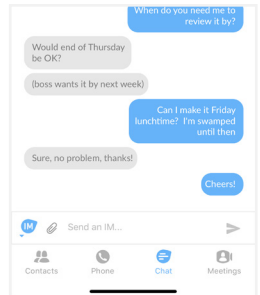 When do you need me to
review it by?
Would end of Thursday
be OK?
(boss wants it by next week)
Can I make it Friday
lunchtime? I'm swamped
until then
Sure, no problem, thanks!
Cheers!
IM
Send an IM...
Contacts
Phone
Chat
Meetings